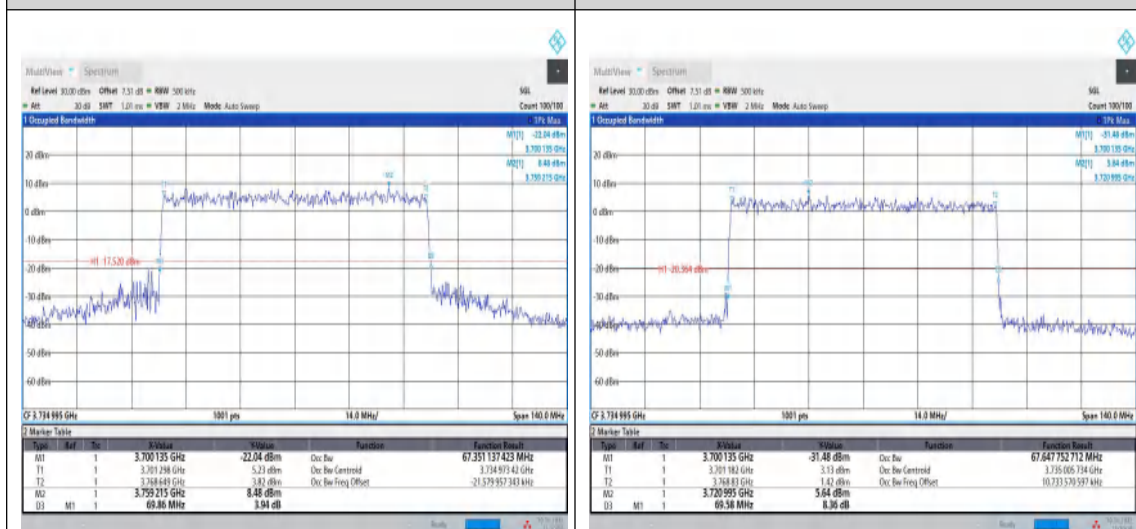 MultiView Spectrum
Ref Level 30.00 dBm Offset 7.51 dB RBW 500 kHz SGL
Att 30 dB SWT 1.01 ms VBW 2 MHz Mode Auto Sweep Count 100/100
1 Occupied Bandwidth 1Pk Max
M1[1] -22.04 dBm
3.700 135 GHz
M2[1] 8.48 dBm
3.759 215 GHz
20 dBm
10 dBm
0 dBm
-10 dBm
H1 -17.520 dBm
-20 dBm
-30 dBm
-40 dBm
-50 dBm
-60 dBm
CF 3.734 995 GHz 1001 pts 14.0 MHz/ Span 140.0 MHz
2 Marker Table
Type Ref Trc X-Value Y-Value Function Function Result
M1 1 3.700135 GHz -22.04 dBm Occ Bw 67.351 137 423 MHz
T1 1 3.701 298 GHz 5.23 dBm Occ Bw Centroid 3.734 973 42 GHz
T2 1 3.768 649 GHz 3.82 dBm Occ Bw Freq Offset -21.579 957 343 kHz
M2 1 3.759 215 GHz 8.48 dBm
D3 M1 1 69.86 MHz 3.94 dB
Ready
MultiView Spectrum
Ref Level 30.00 dBm Offset 7.51 dB RBW 500 kHz SGL
Att 30 dB SWT 1.01 ms VBW 2 MHz Mode Auto Sweep Count 100/100
1 Occupied Bandwidth 1Pk Max
M1[1] -31.48 dBm
3.700 135 GHz
M2[1] 5.64 dBm
3.720 995 GHz
20 dBm
10 dBm
0 dBm
-10 dBm
-20 dBm
H1 -20.364 dBm
-30 dBm
-40 dBm
-50 dBm
-60 dBm
CF 3.734 995 GHz 1001 pts 14.0 MHz/ Span 140.0 MHz
2 Marker Table
Type Ref Trc X-Value Y-Value Function Function Result
M1 1 3.700135 GHz -31.48 dBm Occ Bw 67.647 752 712 MHz
T1 1 3.701 182 GHz 3.13 dBm Occ Bw Centroid 3.735 005 734 GHz
T2 1 3.768 83 GHz 1.42 dBm Occ Bw Freq Offset 10.733 570 597 kHz
M2 1 3.720 995 GHz 5.64 dBm
D3 M1 1 69.58 MHz 8.36 dB
Ready